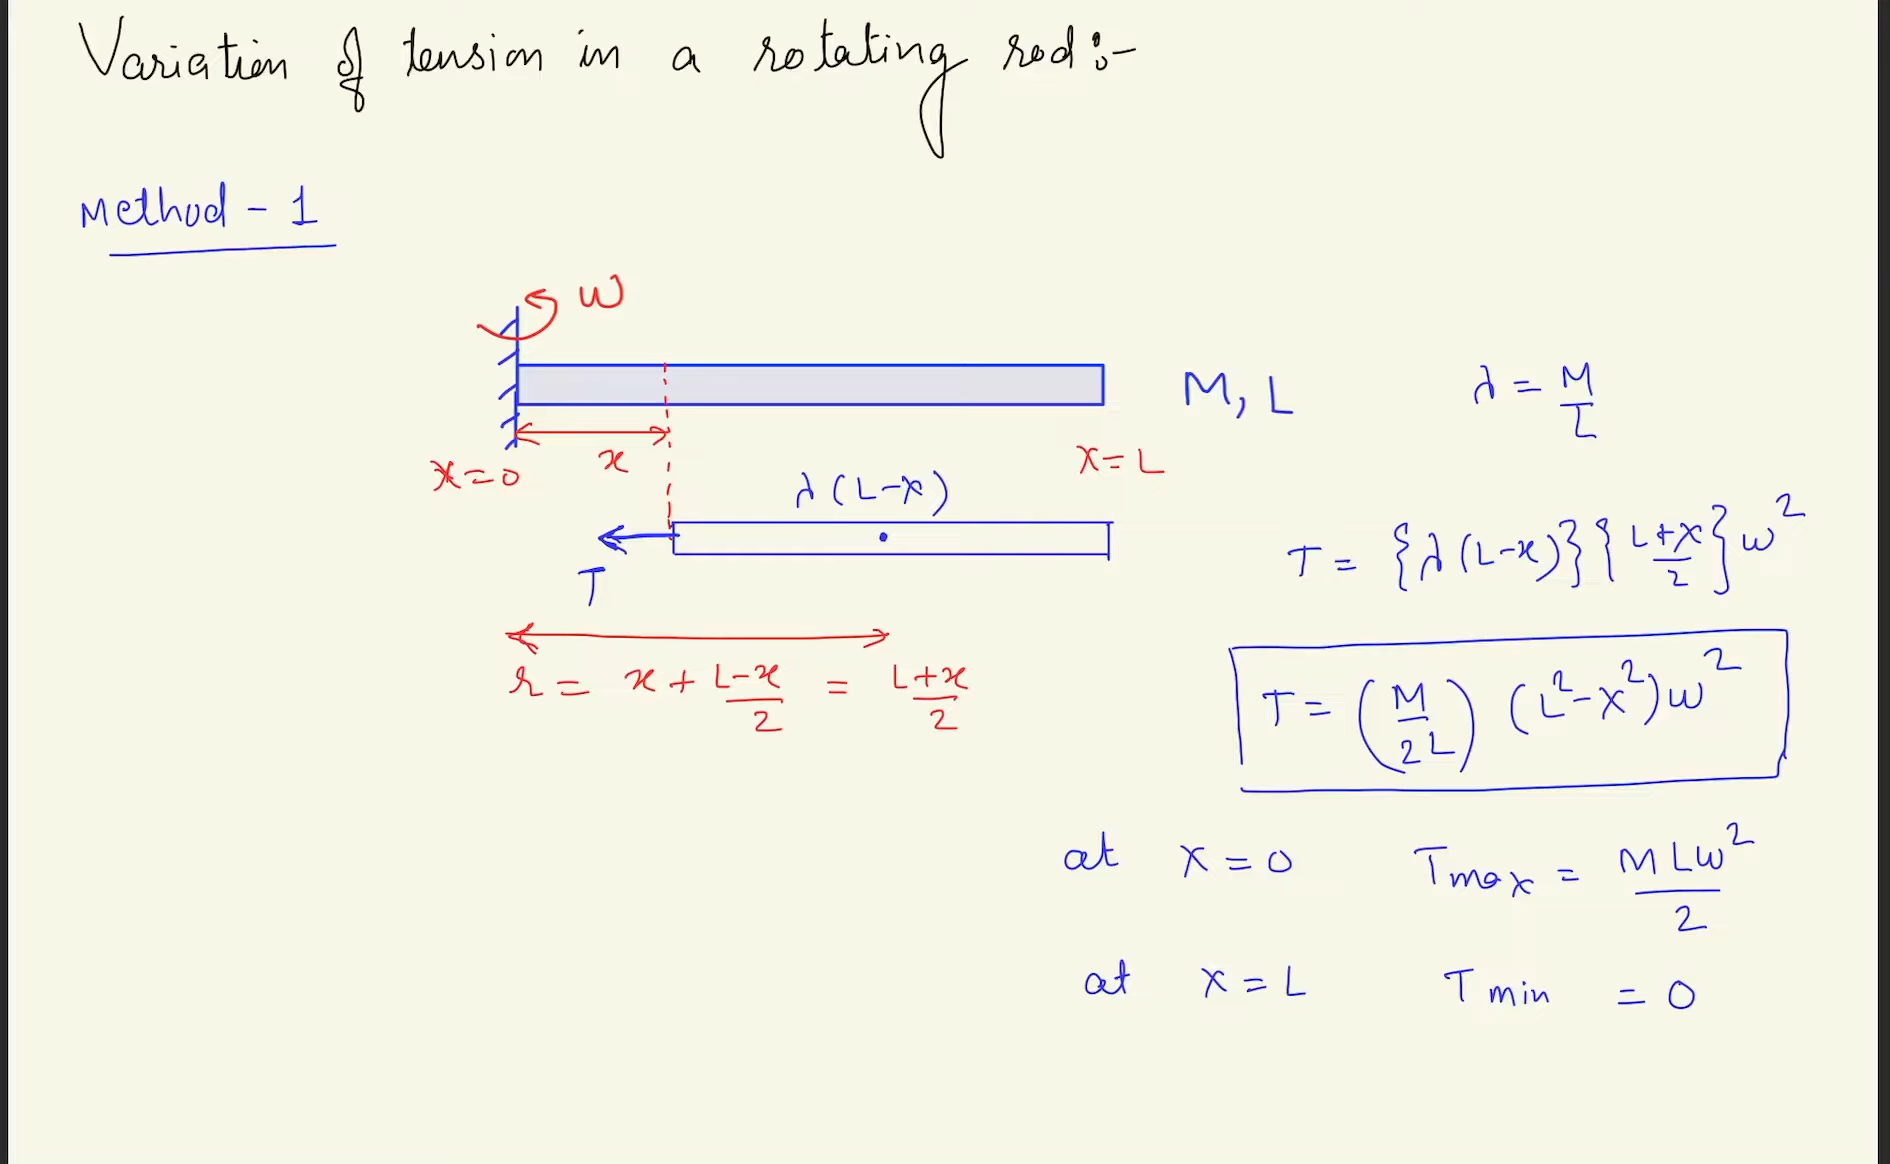 Variation of tension in a rotating rod:-
Method - 1
ω
M, L
λ = M/L
x=0
x
x=L
λ(L-x)
T
T = {λ(L-x)}{L+x/2}ω²
r = x + L-x/2 = L+x/2
T = (M/2L) (L²-x²)ω²
at x = 0 Tmax = MLω²/2
at x = L Tmin = 0